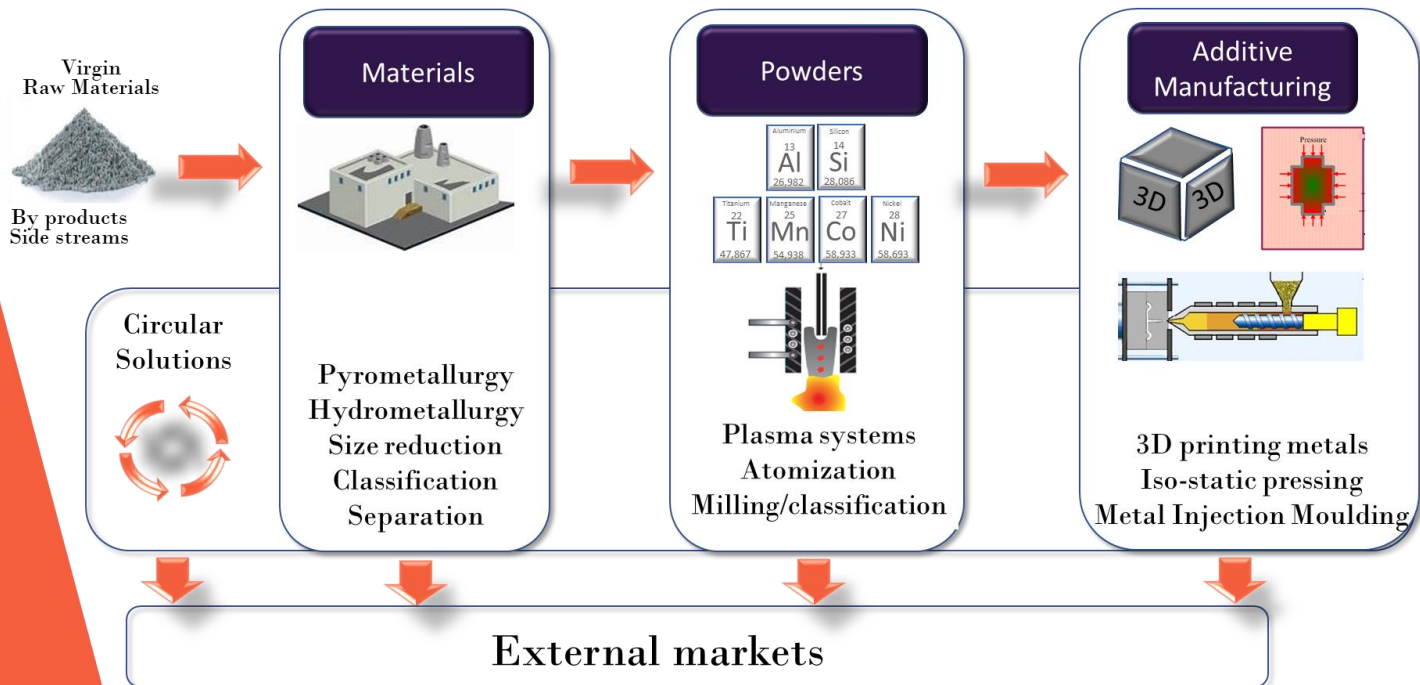 Virgin
Raw Materials
By products
Side streams
Circular
Solutions
Materials
Pyrometallurgy
Hydrometallurgy
Size reduction
Classification
Separation
Powders
Aluminium
13
Al
26,982
Silicon
14
Si
28,086
Titanium
22
Ti
47,867
Manganese
25
Mn
54,938
Cobalt
27
Co
58,933
Nickel
28
Ni
58,693
Plasma systems
Atomization
Milling/classification
Additive
Manufacturing
3D
3D
Pressure
3D printing metals
Iso-static pressing
Metal Injection Moulding
External markets